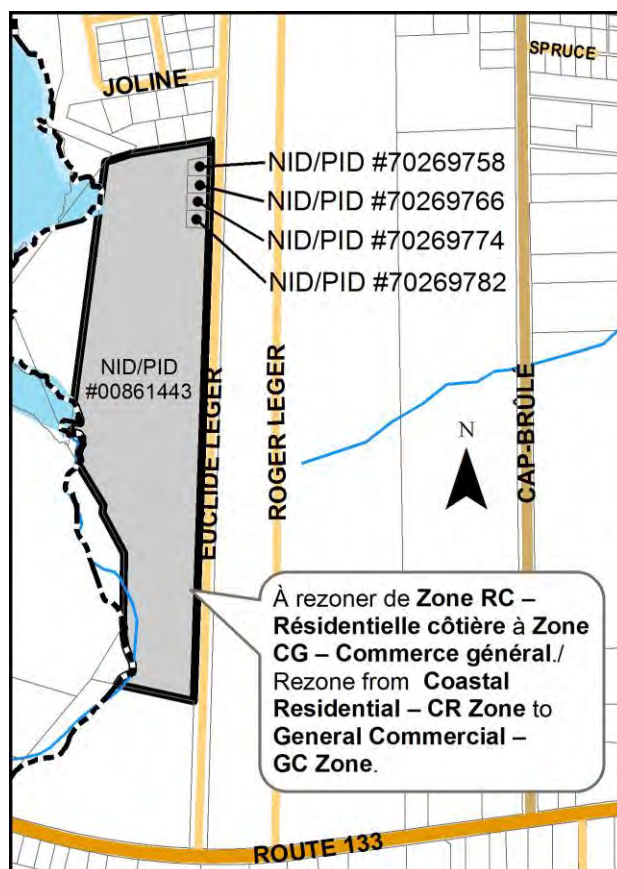 SPRUCE
JOLINE
NID/PID #70269758
NID/PID #70269766
NID/PID #70269774
NID/PID #70269782
NID/PID
#00861443
EUCLIDE LEGER
ROGER LEGER
CAP-BRÛLE
N
À rezoner de Zone RC –
Résidentielle côtière à Zone
CG – Commerce général./
Rezone from Coastal
Residential – CR Zone to
General Commercial –
GC Zone.
ROUTE 133